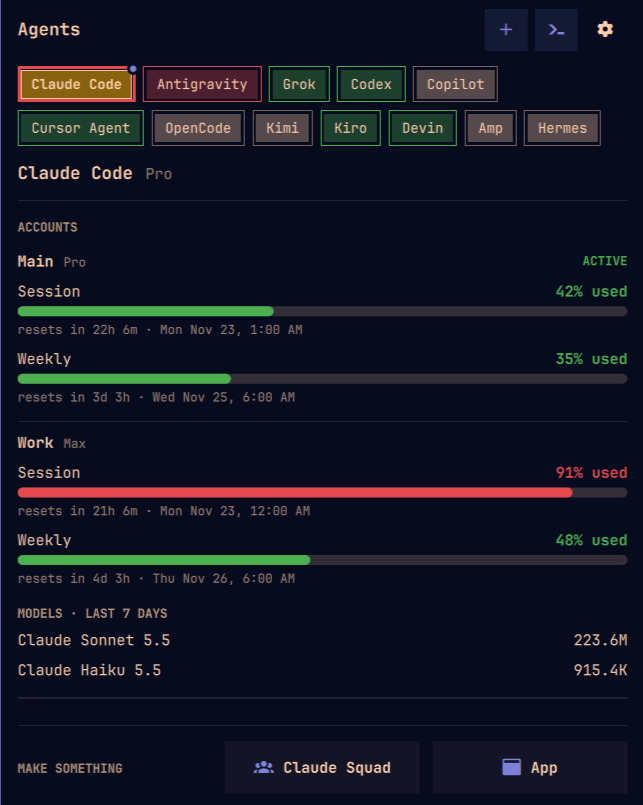 Agents
Claude Code Antigravity Grok Codex Copilot
Cursor Agent OpenCode Kimi Kiro Devin Amp Hermes
Claude Code Pro
ACCOUNTS
Main Pro ACTIVE
Session 42% used
resets in 22h 6m · Mon Nov 23, 1:00 AM
Weekly 35% used
resets in 3d 3h · Wed Nov 25, 6:00 AM
Work Max
Session 91% used
resets in 21h 6m · Mon Nov 23, 12:00 AM
Weekly 48% used
resets in 4d 3h · Thu Nov 26, 6:00 AM
MODELS · LAST 7 DAYS
Claude Sonnet 5.5 223.6M
Claude Haiku 5.5 915.4K
MAKE SOMETHING Claude Squad App